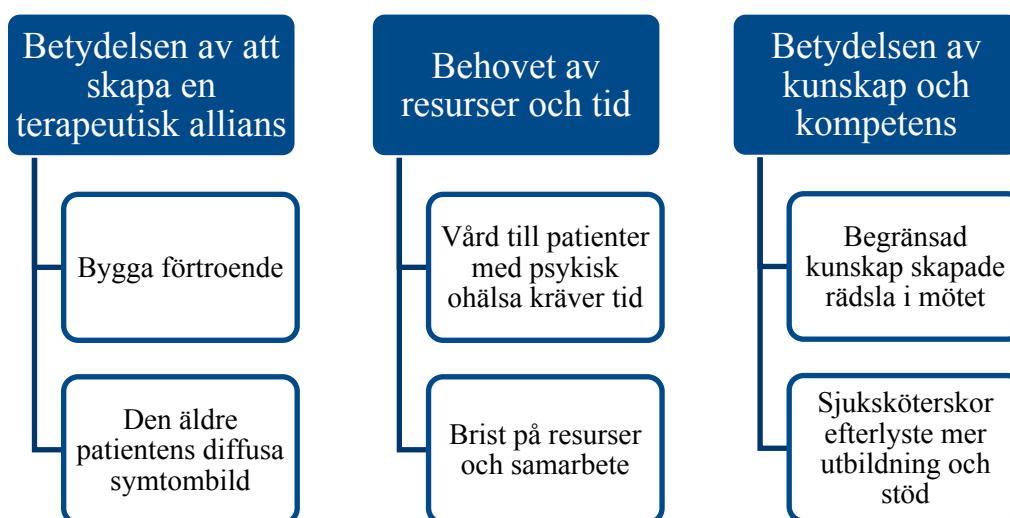 Betydelsen av att
skapa en
terapeutisk allians
Bygga förtroende
Den äldre
patientens diffusa
symtombild
Behovet av
resurser och tid
Vård till patienter
med psykisk
ohälsa kräver tid
Brist på resurser
och samarbete
Betydelsen av
kunskap och
kompetens
Begränsad
kunskap skapade
rädsla i mötet
Sjuksköterskor
efterlyste mer
utbildning och
stöd